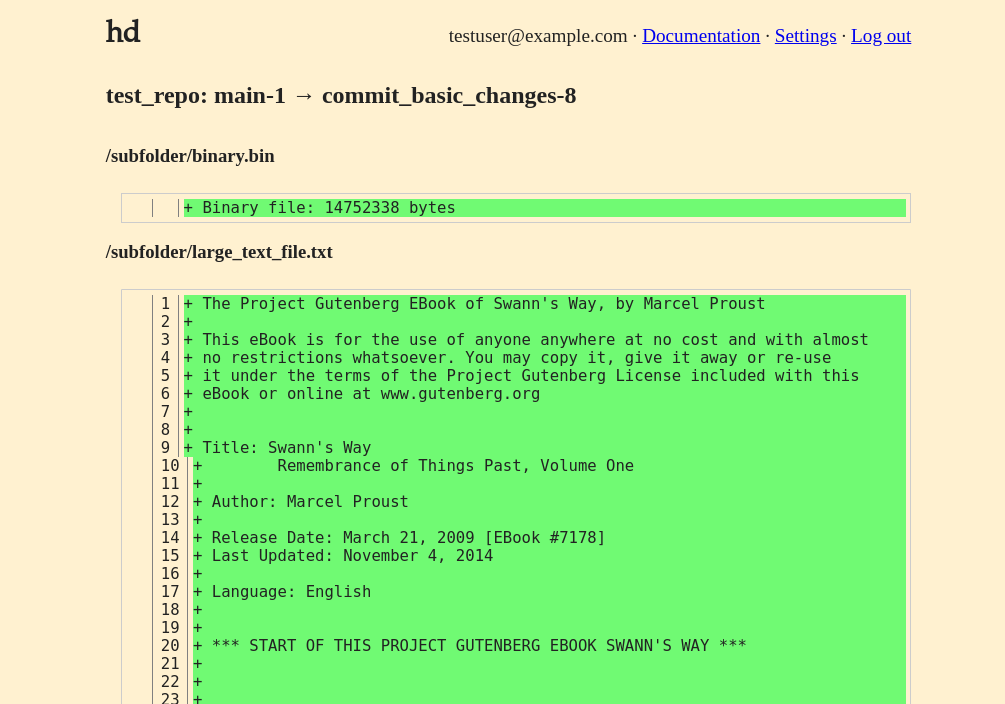 hd
testuser@example.com · Documentation · Settings · Log out
test_repo: main-1 → commit_basic_changes-8
/subfolder/binary.bin
+ Binary file: 14752338 bytes
/subfolder/large_text_file.txt
1 + The Project Gutenberg EBook of Swann's Way, by Marcel Proust
2 +
3 + This eBook is for the use of anyone anywhere at no cost and with almost
4 + no restrictions whatsoever. You may copy it, give it away or re-use
5 + it under the terms of the Project Gutenberg License included with this
6 + eBook or online at www.gutenberg.org
7 +
8 +
9 + Title: Swann's Way
10 +        Remembrance of Things Past, Volume One
11 +
12 + Author: Marcel Proust
13 +
14 + Release Date: March 21, 2009 [EBook #7178]
15 + Last Updated: November 4, 2014
16 +
17 + Language: English
18 +
19 +
20 + *** START OF THIS PROJECT GUTENBERG EBOOK SWANN'S WAY ***
21 +
22 +
23 +